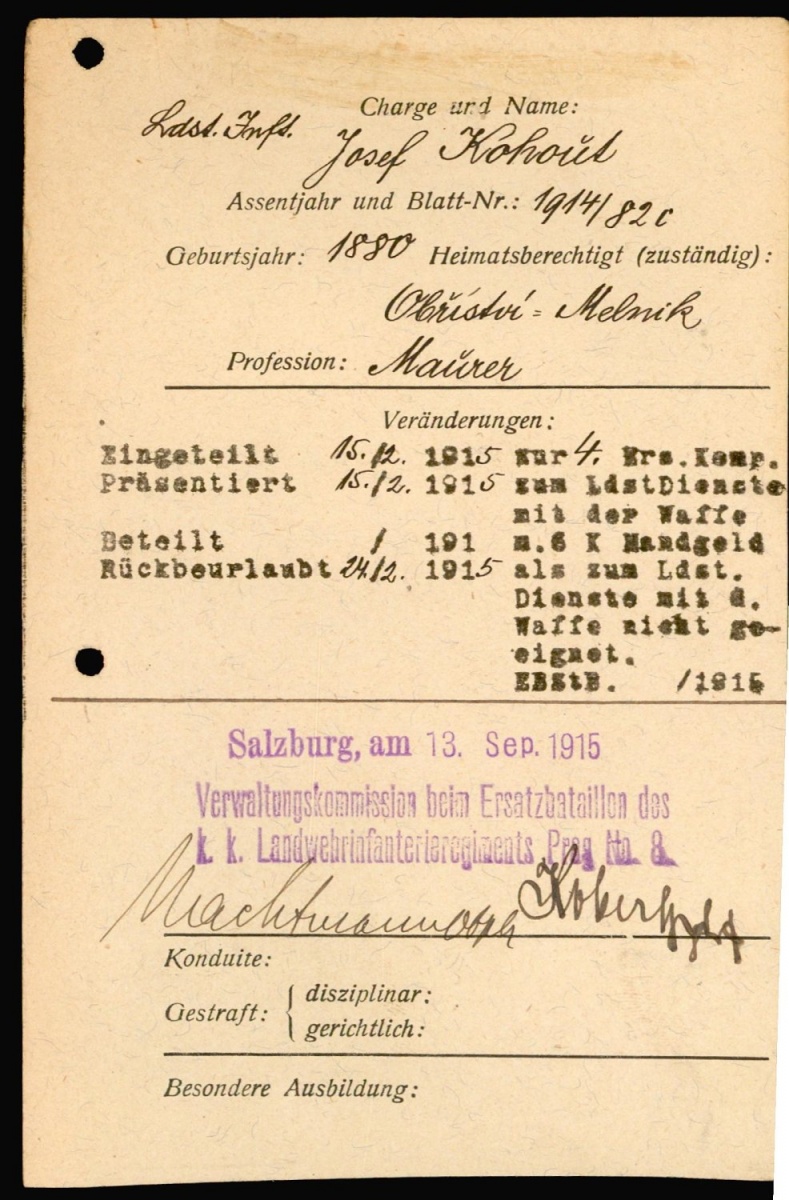 Charge und Name:
Ldst. Inft. Josef Kohout
Assentjahr und Blatt-Nr.: 1914/82c
Geburtsjahr: 1880 Heimatsberechtigt (zuständig):
Obříství = Melnik
Profession: Maurer
Veränderungen:
Eingeteilt 15./2. 1915 zur 4. Ers.Komp.
Präsentiert 15./2. 1915 zum LdstDienste
mit der Waffe
Beteilt / 191 m. 6 K Handgeld
Rückbeurlaubt 24/2. 1915 als zum Ldst.
Dienste mit d.
Waffe nicht ge-
eignet.
EBStB. /1915
Salzburg, am 13. Sep. 1915
Verwaltungskommission beim Ersatzbataillon des
k. k. Landwehrinfanterieregiments Prag No. 8.
Konduite:
Gestraft: { disziplinar:
gerichtlich:
Besondere Ausbildung: